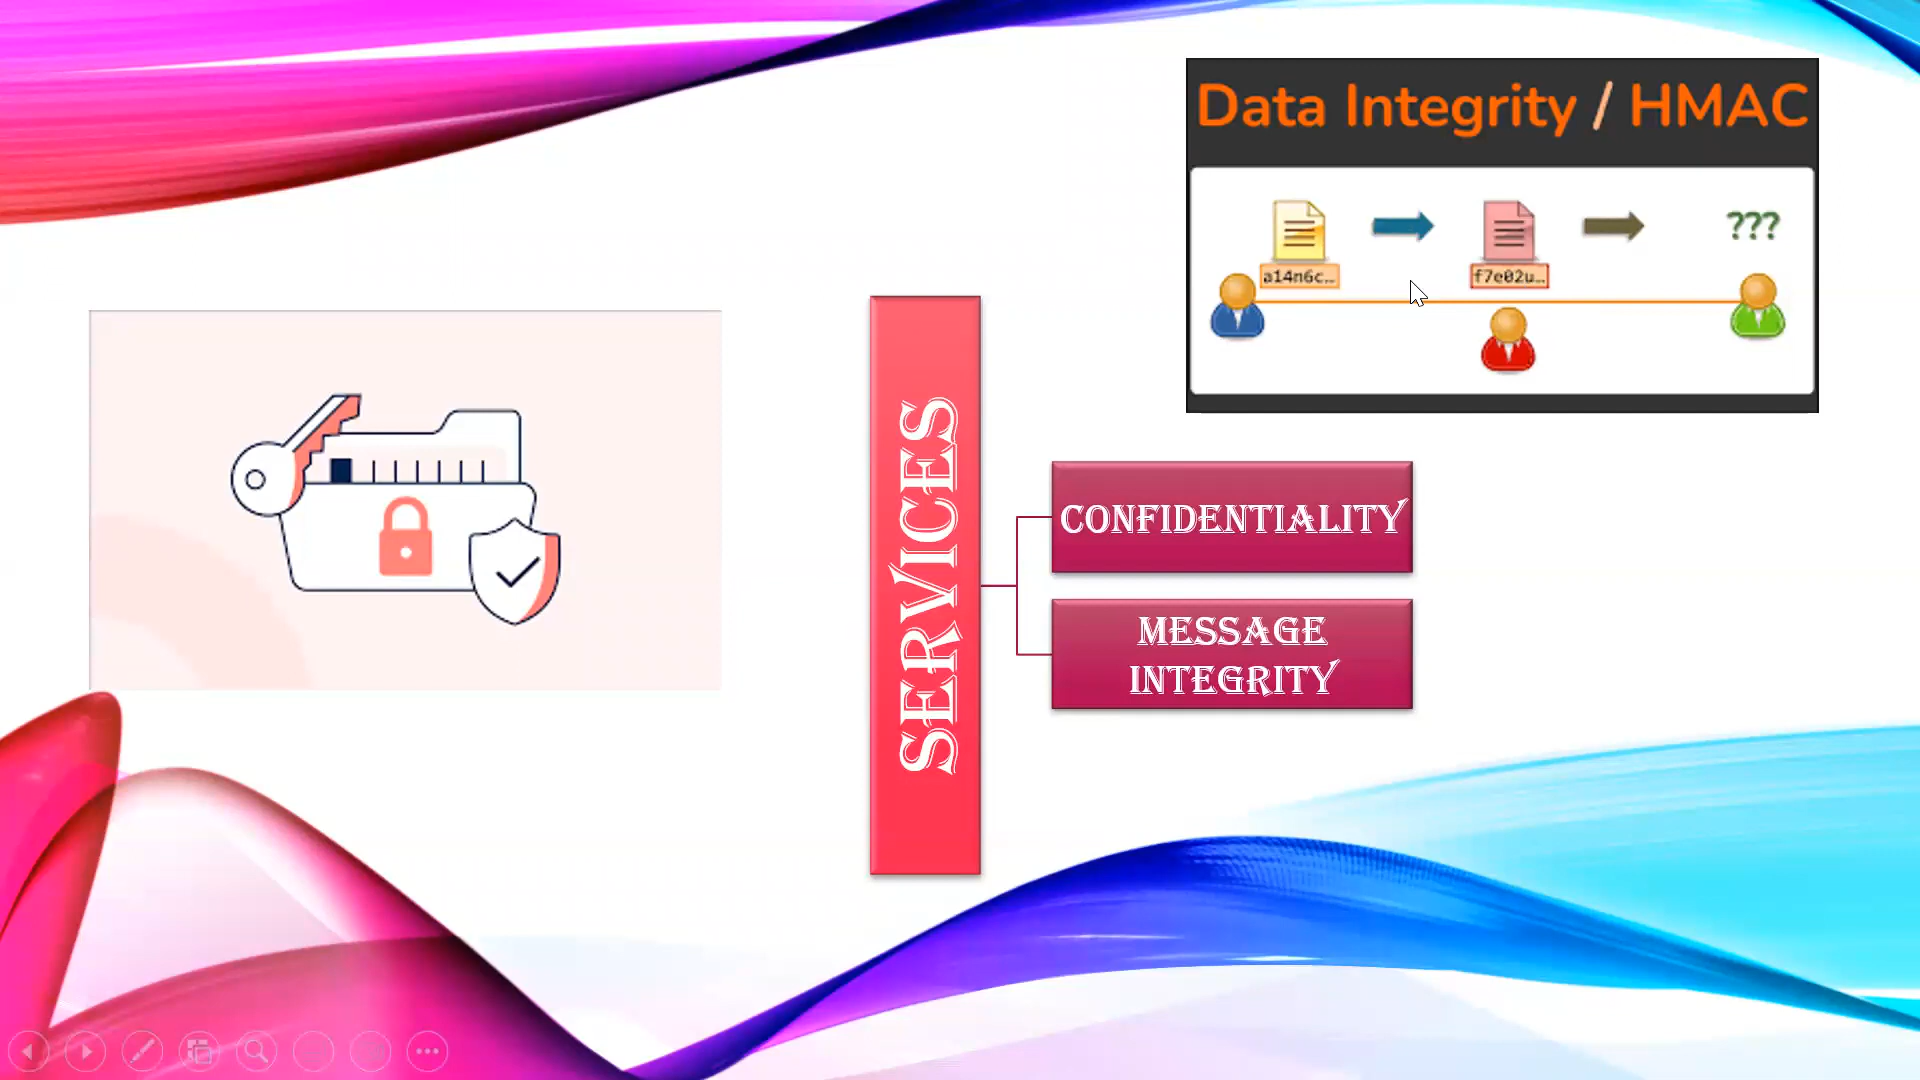 Data Integrity / HMAC
???
a14n6c…
f7e02u…
SERVICES
CONFIDENTIALITY
MESSAGE
INTEGRITY